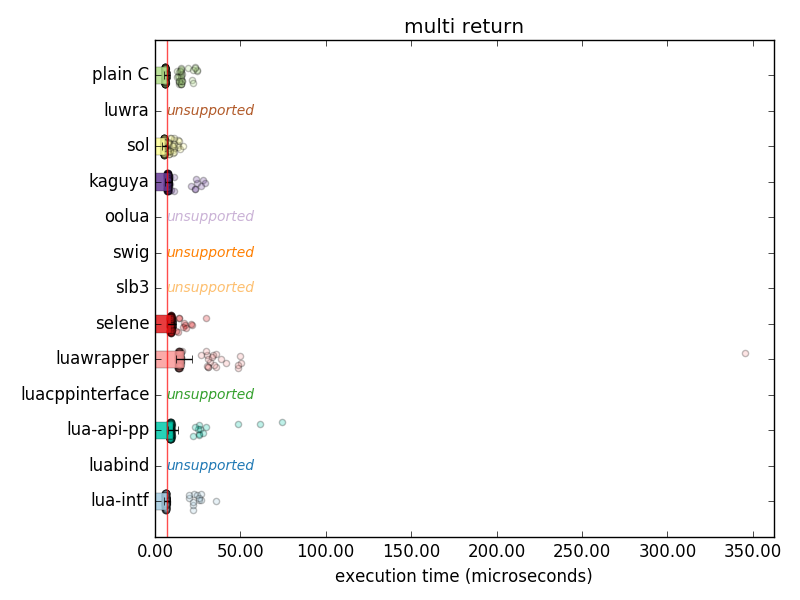 multi return
plain C
luwra unsupported
sol
kaguya
oolua unsupported
swig unsupported
slb3 unsupported
selene
luawrapper
luacppinterface unsupported
lua-api-pp
luabind unsupported
lua-intf
0.00 50.00 100.00 150.00 200.00 250.00 300.00 350.00
execution time (microseconds)